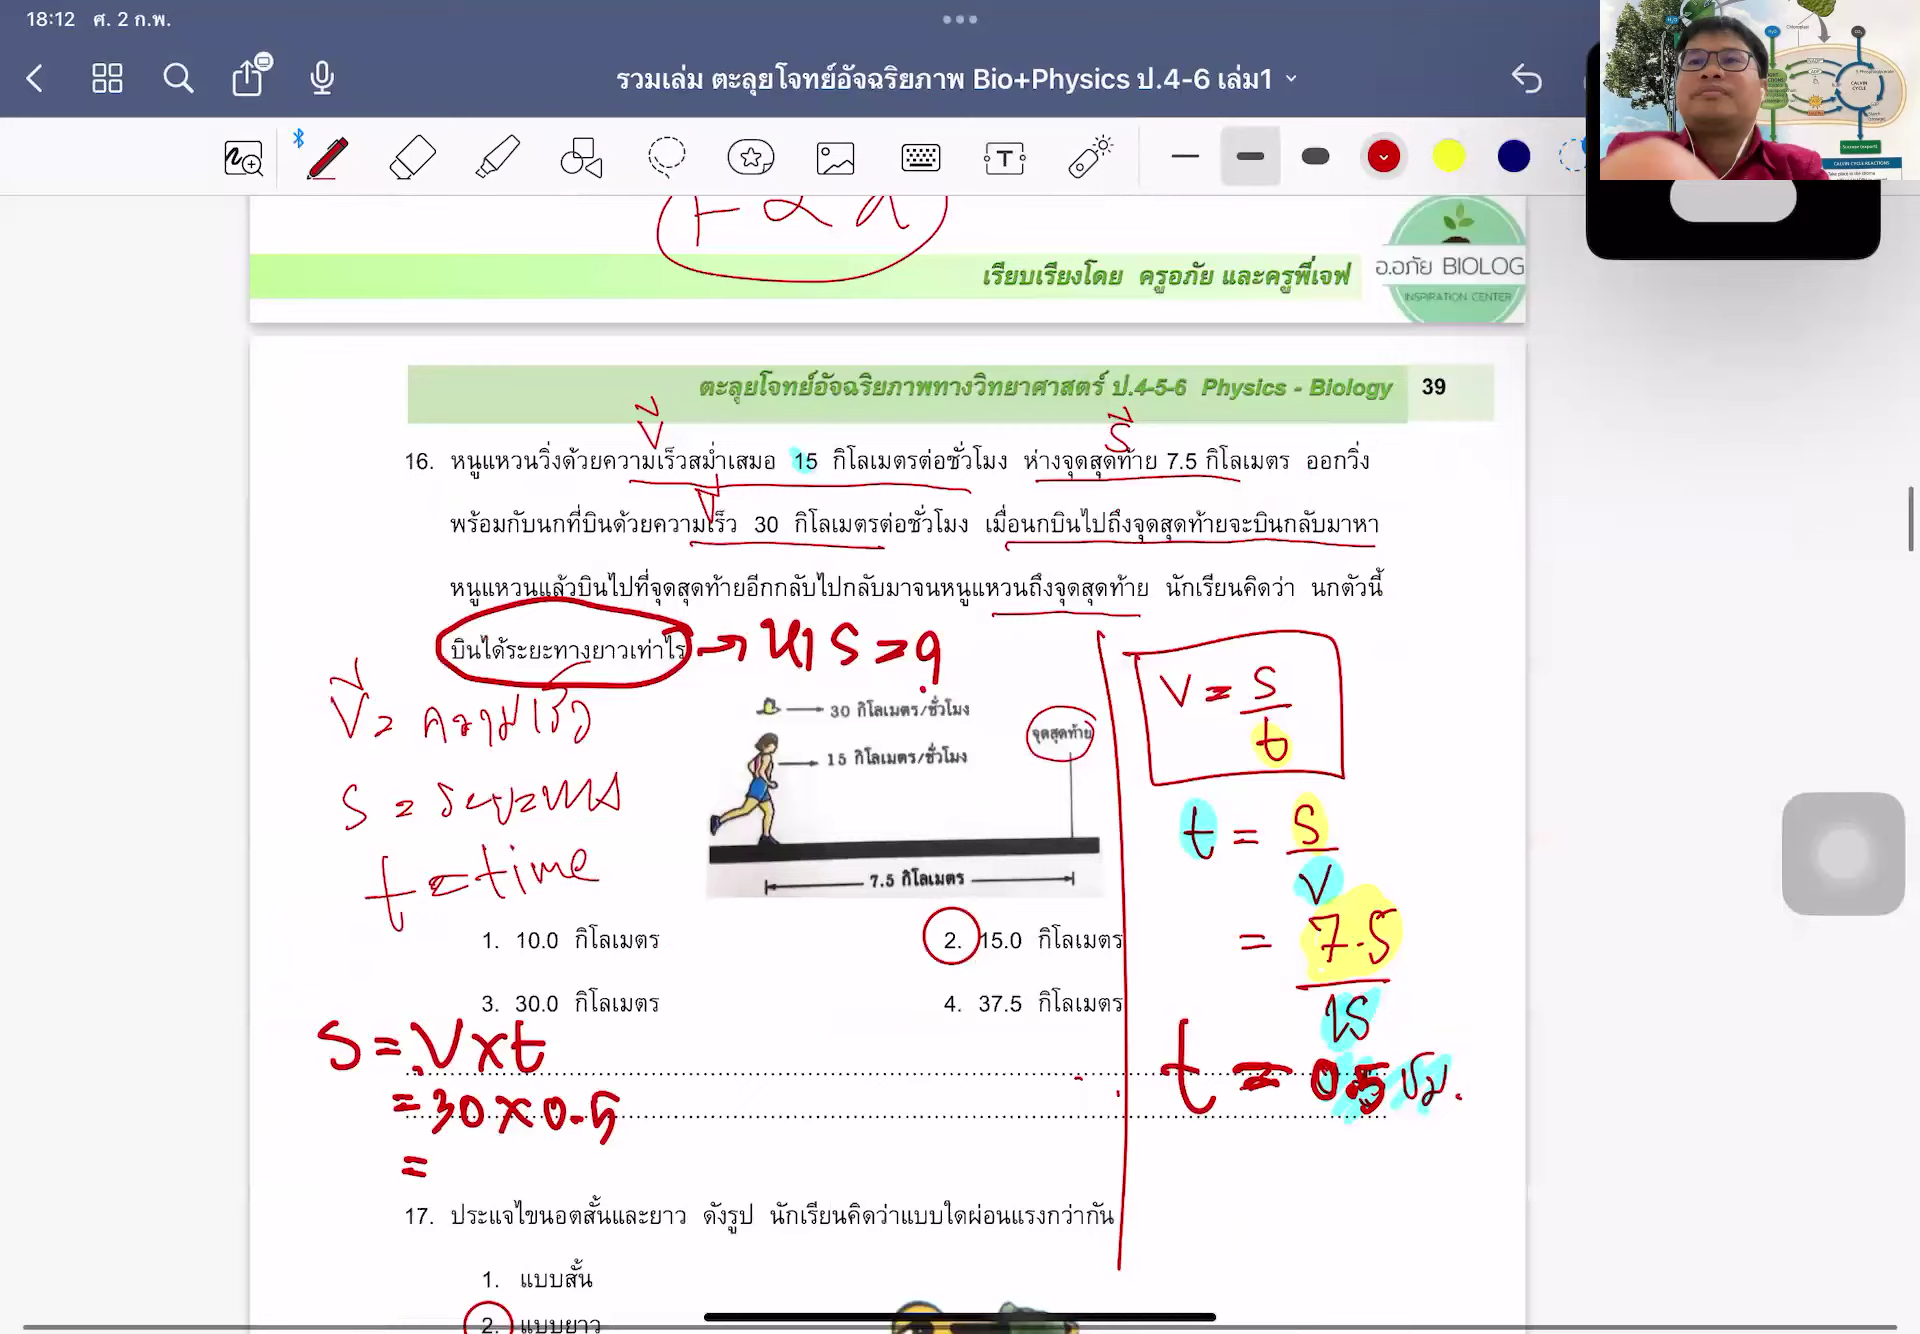 18:12 ศ. 2 ก.พ.
รวมเล่ม ตะลุยโจทย์อัจฉริยภาพ Bio+Physics ป.4-6 เล่ม1
เรียบเรียงโดย ครูอภัย และครูพี่เจฟ
อ.อภัย BIOLOG
INSPIRATION CENTER
ตะลุยโจทย์อัจฉริยภาพทางวิทยาศาสตร์ ป.4-5-6 Physics - Biology 39
V
S
16. หนูแหวนวิ่งด้วยความเร็วสม่ำเสมอ 15 กิโลเมตรต่อชั่วโมง ห่างจุดสุดท้าย 7.5 กิโลเมตร ออกวิ่ง
V
พร้อมกับนกที่บินด้วยความเร็ว 30 กิโลเมตรต่อชั่วโมง เมื่อนกบินไปถึงจุดสุดท้ายจะบินกลับมาหา
หนูแหวนแล้วบินไปที่จุดสุดท้ายอีกกลับไปกลับมาจนหนูแหวนถึงจุดสุดท้าย นักเรียนคิดว่า นกตัวนี้
บินได้ระยะทางยาวเท่าไร → หา S = ?
V = ความเร็ว
S = ระยะทาง
t = time
30 กิโลเมตร/ชั่วโมง
15 กิโลเมตร/ชั่วโมง
จุดสุดท้าย
7.5 กิโลเมตร
V = S
t
t = S
V
= 7.5
15
t = 0.5 ชม.
1. 10.0 กิโลเมตร
2. 15.0 กิโลเมตร
3. 30.0 กิโลเมตร
4. 37.5 กิโลเมตร
S = V x t
= 30 x 0.5
=
17. ประแจไขนอตสั้นและยาว ดังรูป นักเรียนคิดว่าแบบใดผ่อนแรงกว่ากัน
1. แบบสั้น
2. แบบยาว